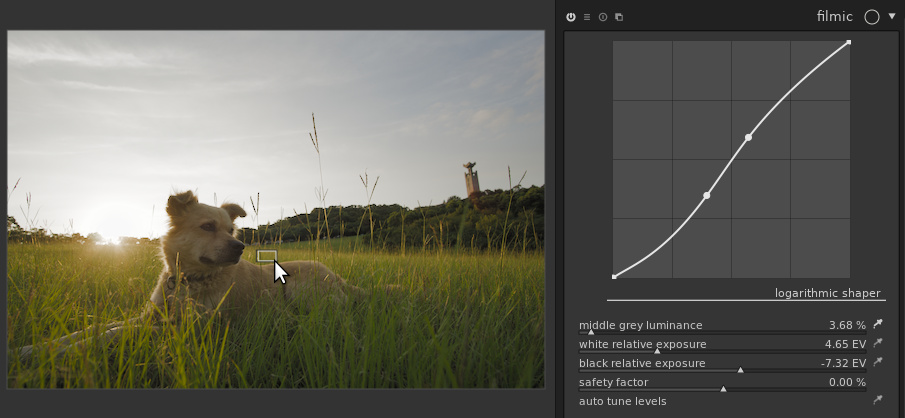 filmic
logarithmic shaper
middle grey luminance 3.68 %
white relative exposure 4.65 EV
black relative exposure -7.32 EV
safety factor 0.00 %
auto tune levels